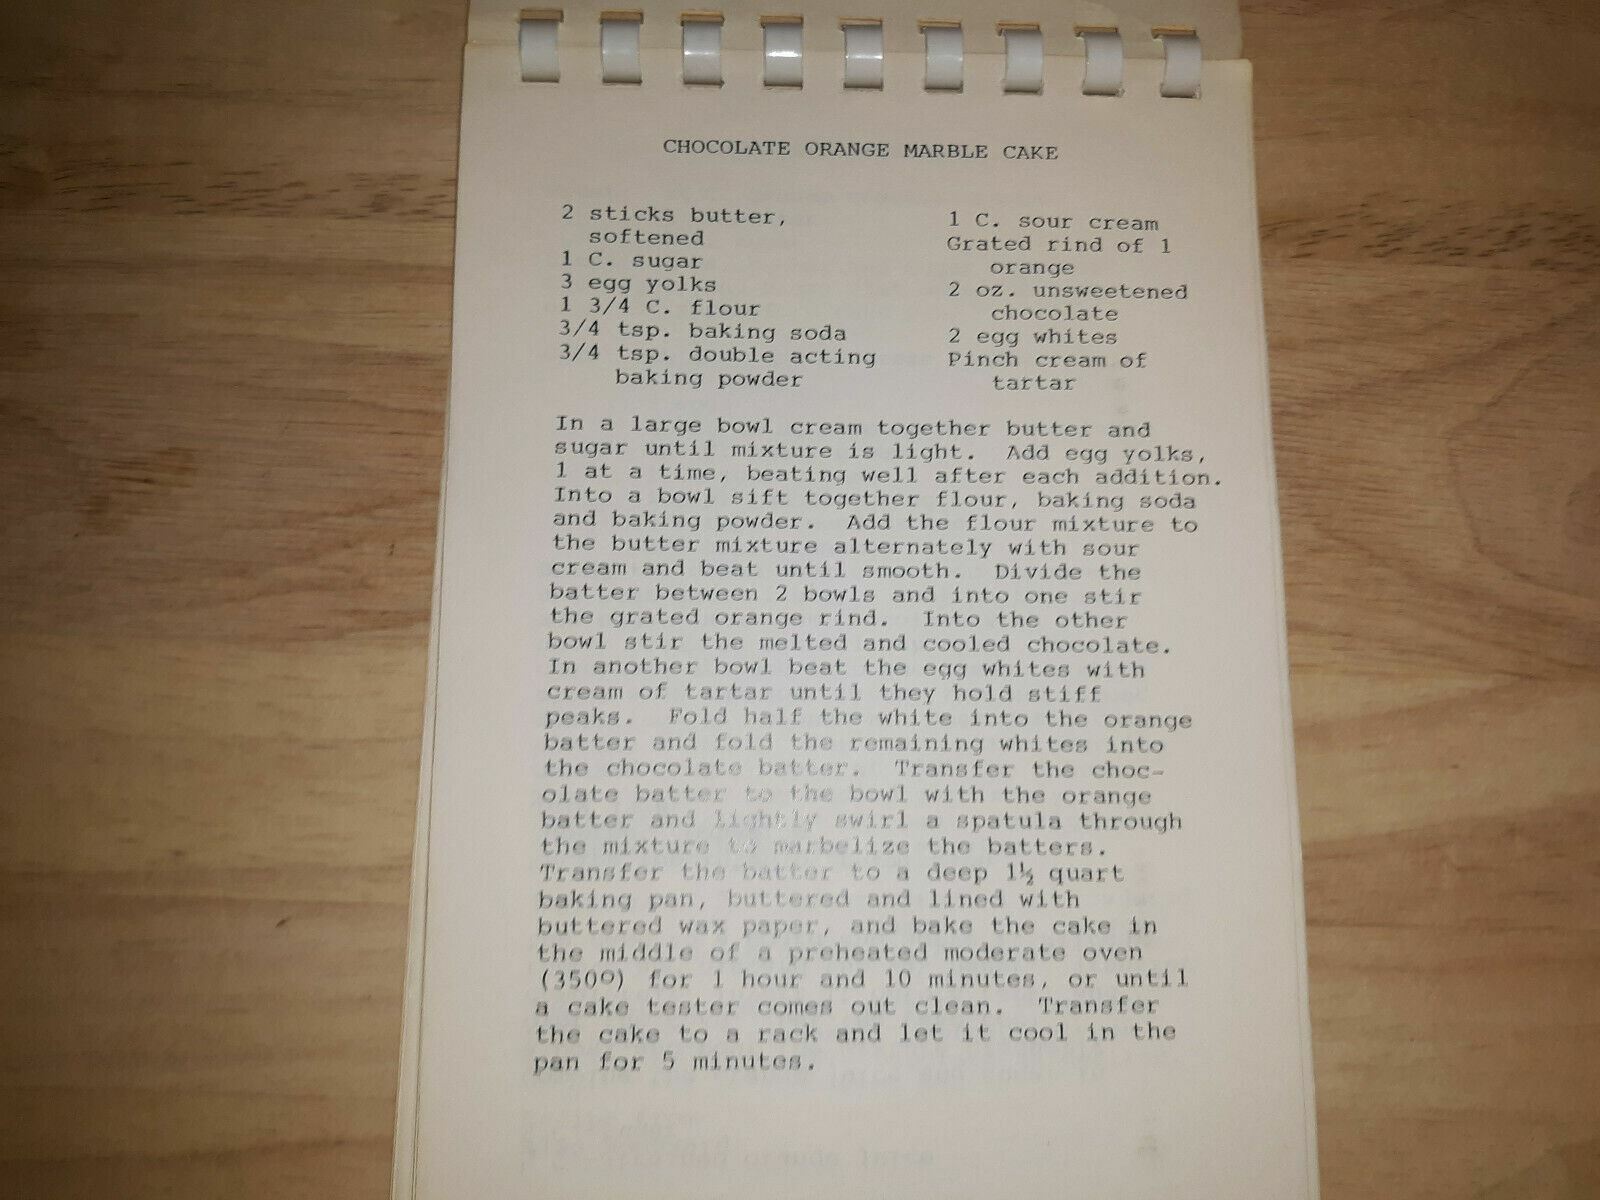 CHOCOLATE ORANGE MARBLE CAKE
2 sticks butter,
softened
1 C. sugar
3 egg yolks
1 3/4 C. flour
3/4 tsp. baking soda
3/4 tsp. double acting
baking powder
1 C. sour cream
Grated rind of 1
orange
2 oz. unsweetened
chocolate
2 egg whites
Pinch cream of
tartar
In a large bowl cream together butter and
sugar until mixture is light. Add egg yolks,
1 at a time, beating well after each addition.
Into a bowl sift together flour, baking soda
and baking powder. Add the flour mixture to
the butter mixture alternately with sour
cream and beat until smooth. Divide the
batter between 2 bowls and into one stir
the grated orange rind. Into the other
bowl stir the melted and cooled chocolate.
In another bowl beat the egg whites with
cream of tartar until they hold stiff
peaks. Fold half the white into the orange
batter and fold the remaining whites into
the chocolate batter. Transfer the choc-
olate batter to the bowl with the orange
batter and lightly swirl a spatula through
the mixture to marbelize the batters.
Transfer the batter to a deep 1½ quart
baking pan, buttered and lined with
buttered wax paper, and bake the cake in
the middle of a preheated moderate oven
(350º) for 1 hour and 10 minutes, or until
a cake tester comes out clean. Transfer
the cake to a rack and let it cool in the
pan for 5 minutes.